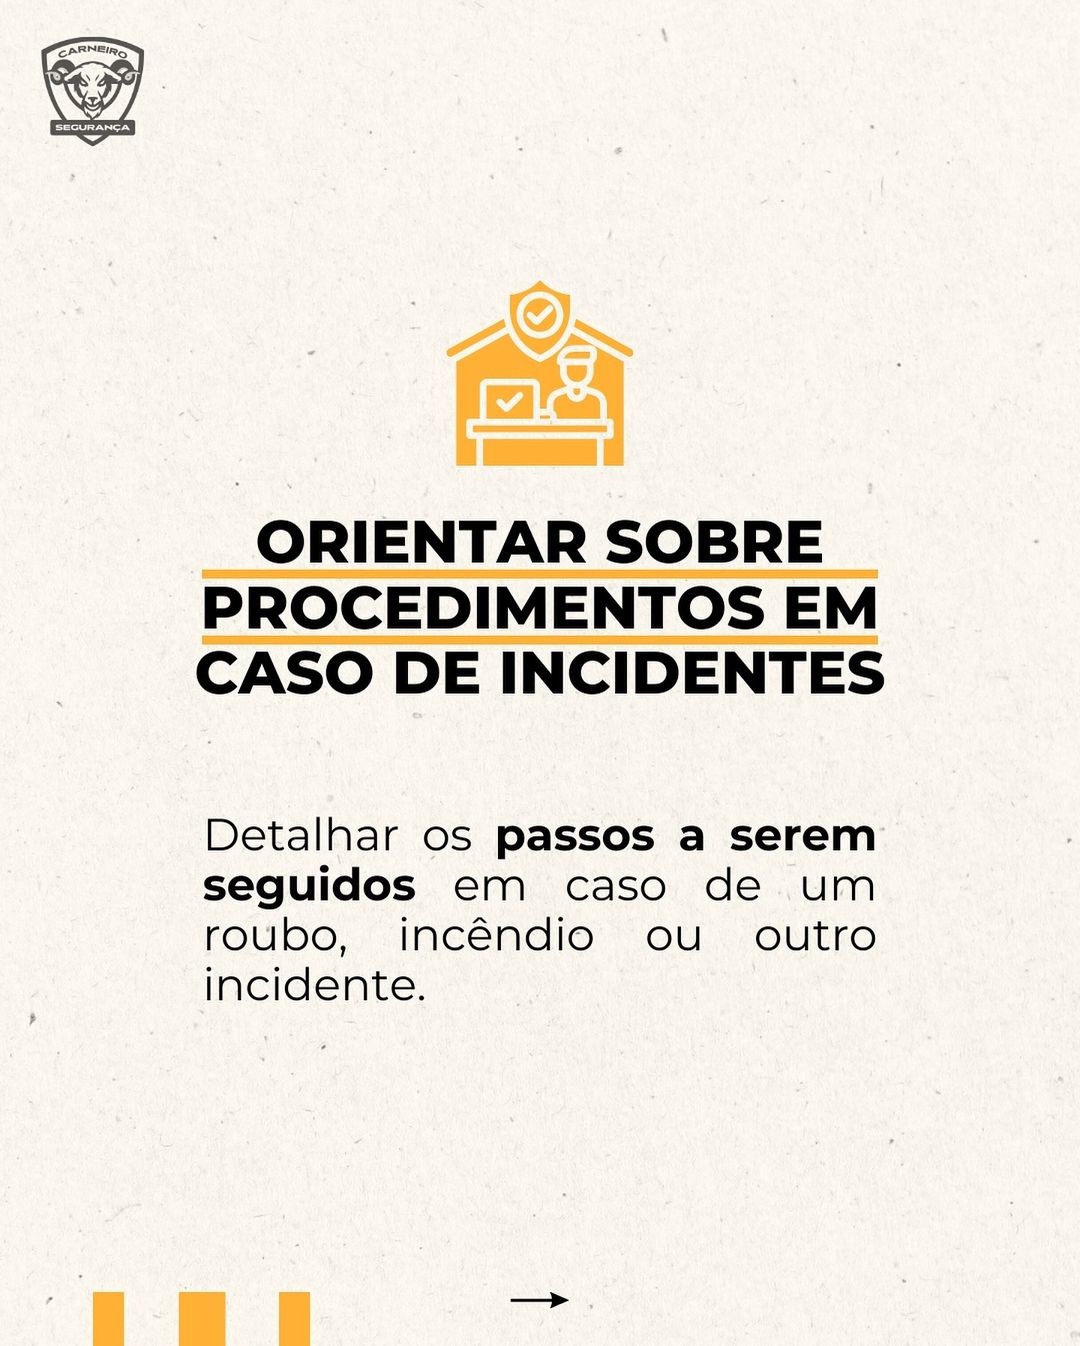 CARNEIRO
SEGURANÇA
ORIENTAR SOBRE
PROCEDIMENTOS EM
CASO DE INCIDENTES
Detalhar os passos a serem
seguidos em caso de um
roubo, incêndio ou outro
incidente.